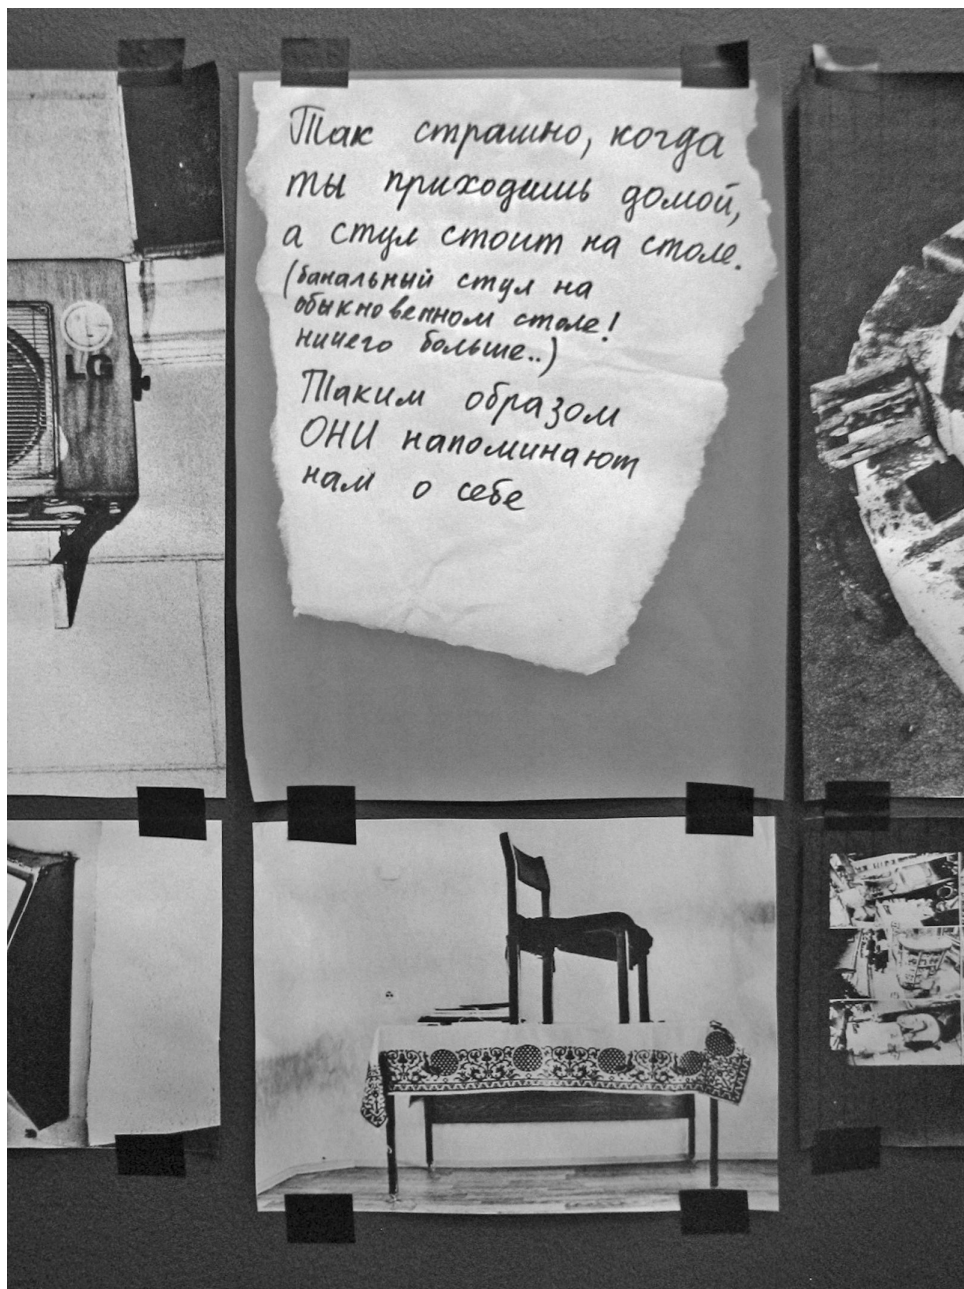 LG
Так страшно, когда
ты приходишь домой,
а стул стоит на столе.
(банальный стул на
обыкновенном столе!
ничего больше..)
Таким образом
ОНИ напоминают
нам о себе